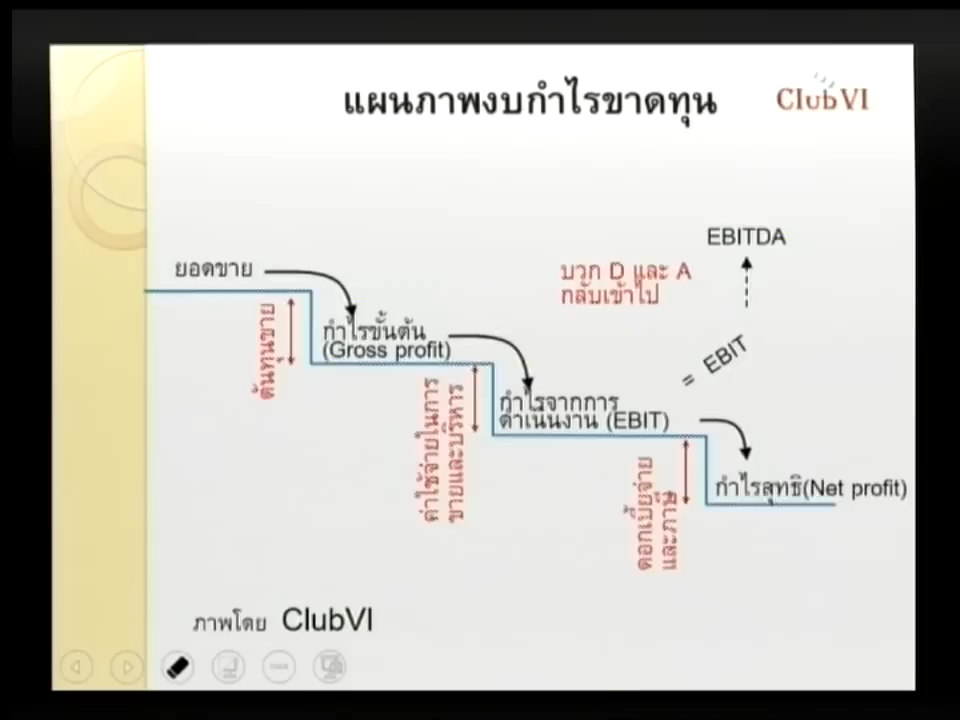 แผนภาพงบกำไรขาดทุน
ClubVI
EBITDA
ยอดขาย
บวก D และ A
กลับเข้าไป
ต้นทุนขาย
กำไรขั้นต้น
(Gross profit)
= EBIT
ค่าใช้จ่ายในการ
ขายและบริหาร
กำไรจากการ
ดำเนินงาน (EBIT)
ดอกเบี้ยจ่าย
และภาษี
กำไรสุทธิ(Net profit)
ภาพโดย ClubVI